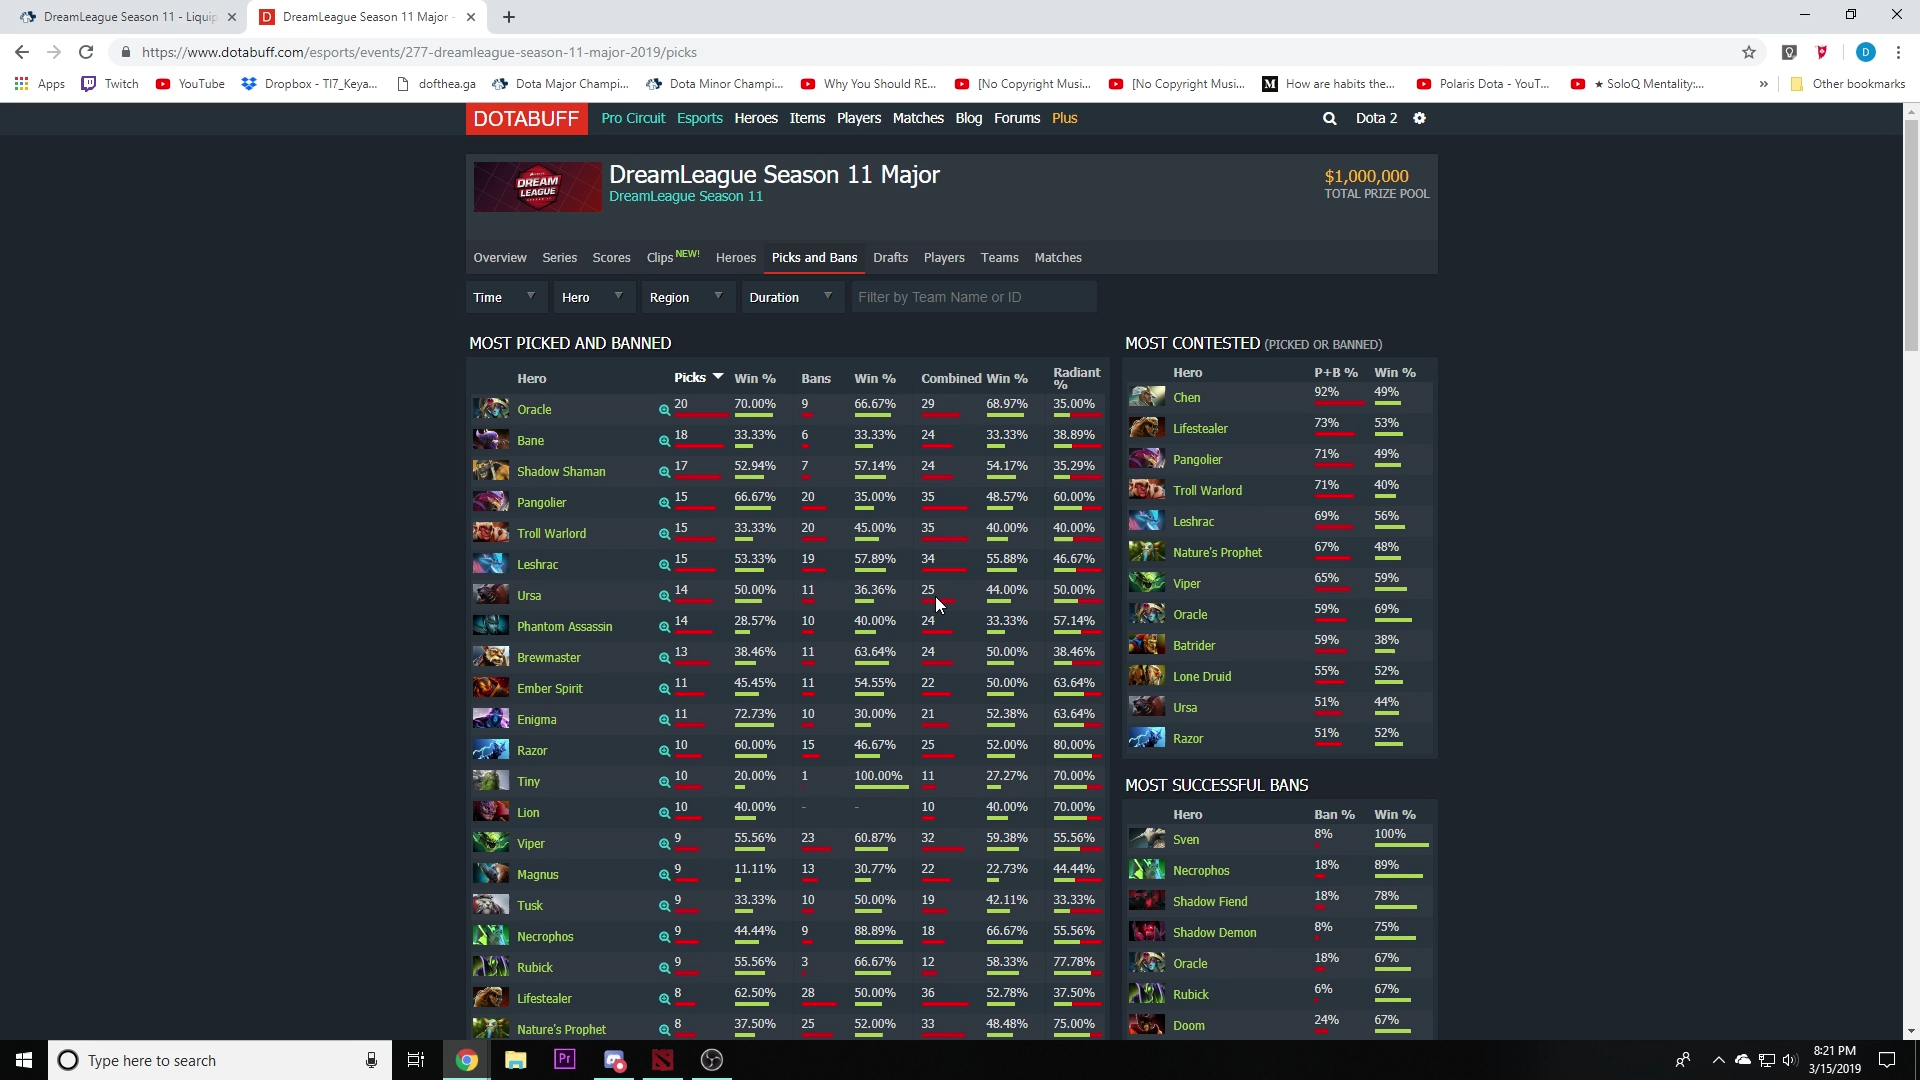 DreamLeague Season 11 - Liquip
DreamLeague Season 11 Major -
https://www.dotabuff.com/esports/events/277-dreamleague-season-11-major-2019/picks
D
Apps Twitch YouTube Dropbox - TI7_Keya... dofthea.ga Dota Major Champi... Dota Minor Champi... Why You Should RE... [No Copyright Musi... [No Copyright Musi... How are habits the... Polaris Dota - YouT... ★ SoloQ Mentality:... » Other bookmarks
DOTABUFF Pro Circuit Esports Heroes Items Players Matches Blog Forums Plus Dota 2
DREAM LEAGUE
DreamLeague Season 11 Major
DreamLeague Season 11
$1,000,000
TOTAL PRIZE POOL
Overview Series Scores Clips NEW! Heroes Picks and Bans Drafts Players Teams Matches
Time Hero Region Duration Filter by Team Name or ID
MOST PICKED AND BANNED
Hero Picks Win % Bans Win % Combined Win % Radiant %
Oracle 20 70.00% 9 66.67% 29 68.97% 35.00%
Bane 18 33.33% 6 33.33% 24 33.33% 38.89%
Shadow Shaman 17 52.94% 7 57.14% 24 54.17% 35.29%
Pangolier 15 66.67% 20 35.00% 35 48.57% 60.00%
Troll Warlord 15 33.33% 20 45.00% 35 40.00% 40.00%
Leshrac 15 53.33% 19 57.89% 34 55.88% 46.67%
Ursa 14 50.00% 11 36.36% 25 44.00% 50.00%
Phantom Assassin 14 28.57% 10 40.00% 24 33.33% 57.14%
Brewmaster 13 38.46% 11 63.64% 24 50.00% 38.46%
Ember Spirit 11 45.45% 11 54.55% 22 50.00% 63.64%
Enigma 11 72.73% 10 30.00% 21 52.38% 63.64%
Razor 10 60.00% 15 46.67% 25 52.00% 80.00%
Tiny 10 20.00% 1 100.00% 11 27.27% 70.00%
Lion 10 40.00% - - 10 40.00% 70.00%
Viper 9 55.56% 23 60.87% 32 59.38% 55.56%
Magnus 9 11.11% 13 30.77% 22 22.73% 44.44%
Tusk 9 33.33% 10 50.00% 19 42.11% 33.33%
Necrophos 9 44.44% 9 88.89% 18 66.67% 55.56%
Rubick 9 55.56% 3 66.67% 12 58.33% 77.78%
Lifestealer 8 62.50% 28 50.00% 36 52.78% 37.50%
Nature's Prophet 8 37.50% 25 52.00% 33 48.48% 75.00%
MOST CONTESTED (PICKED OR BANNED)
Hero P+B % Win %
Chen 92% 49%
Lifestealer 73% 53%
Pangolier 71% 49%
Troll Warlord 71% 40%
Leshrac 69% 56%
Nature's Prophet 67% 48%
Viper 65% 59%
Oracle 59% 69%
Batrider 59% 38%
Lone Druid 55% 52%
Ursa 51% 44%
Razor 51% 52%
MOST SUCCESSFUL BANS
Hero Ban % Win %
Sven 8% 100%
Necrophos 18% 89%
Shadow Fiend 18% 78%
Shadow Demon 8% 75%
Oracle 18% 67%
Rubick 6% 67%
Doom 24% 67%
Type here to search
Pr
8:21 PM
3/15/2019